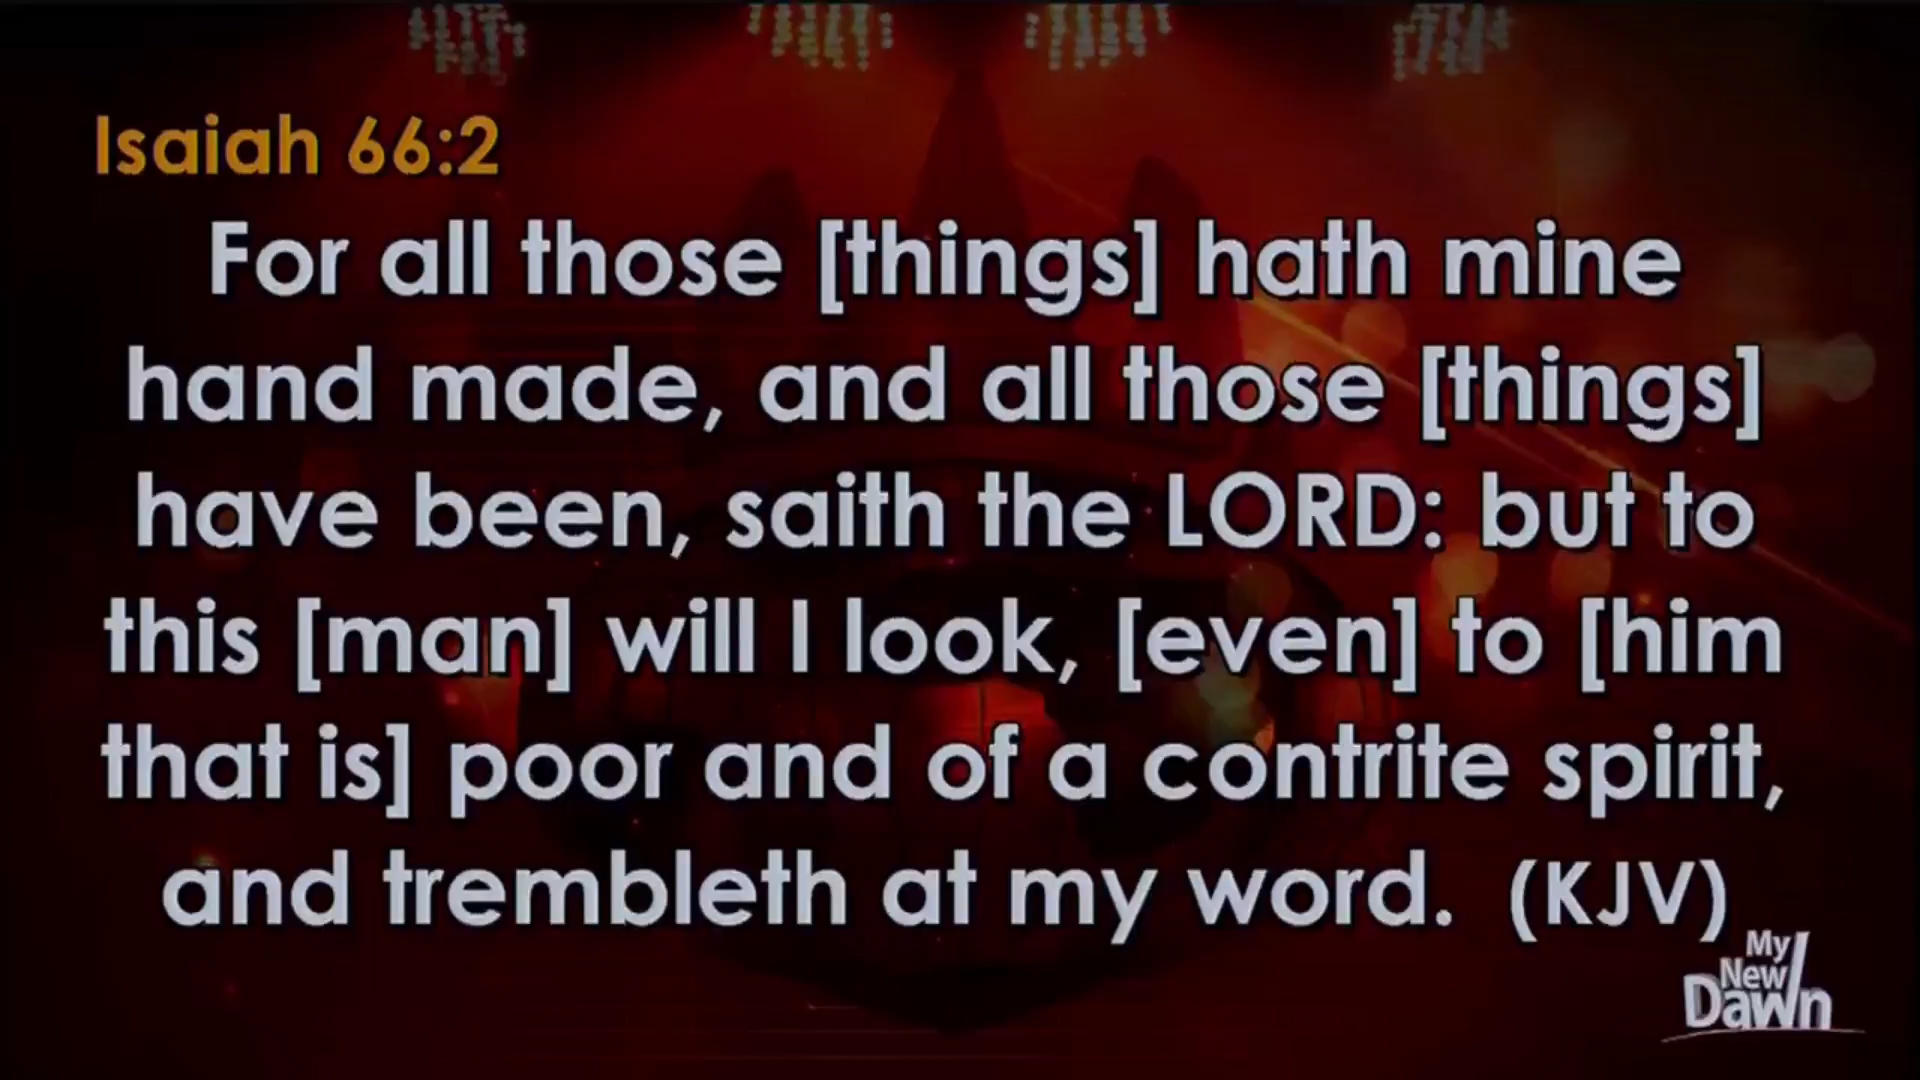 Isaiah 66:2
For all those [things] hath mine
hand made, and all those [things]
have been, saith the LORD: but to
this [man] will I look, [even] to [him
that is] poor and of a contrite spirit,
and trembleth at my word. (KJV)
My
New
Dawn